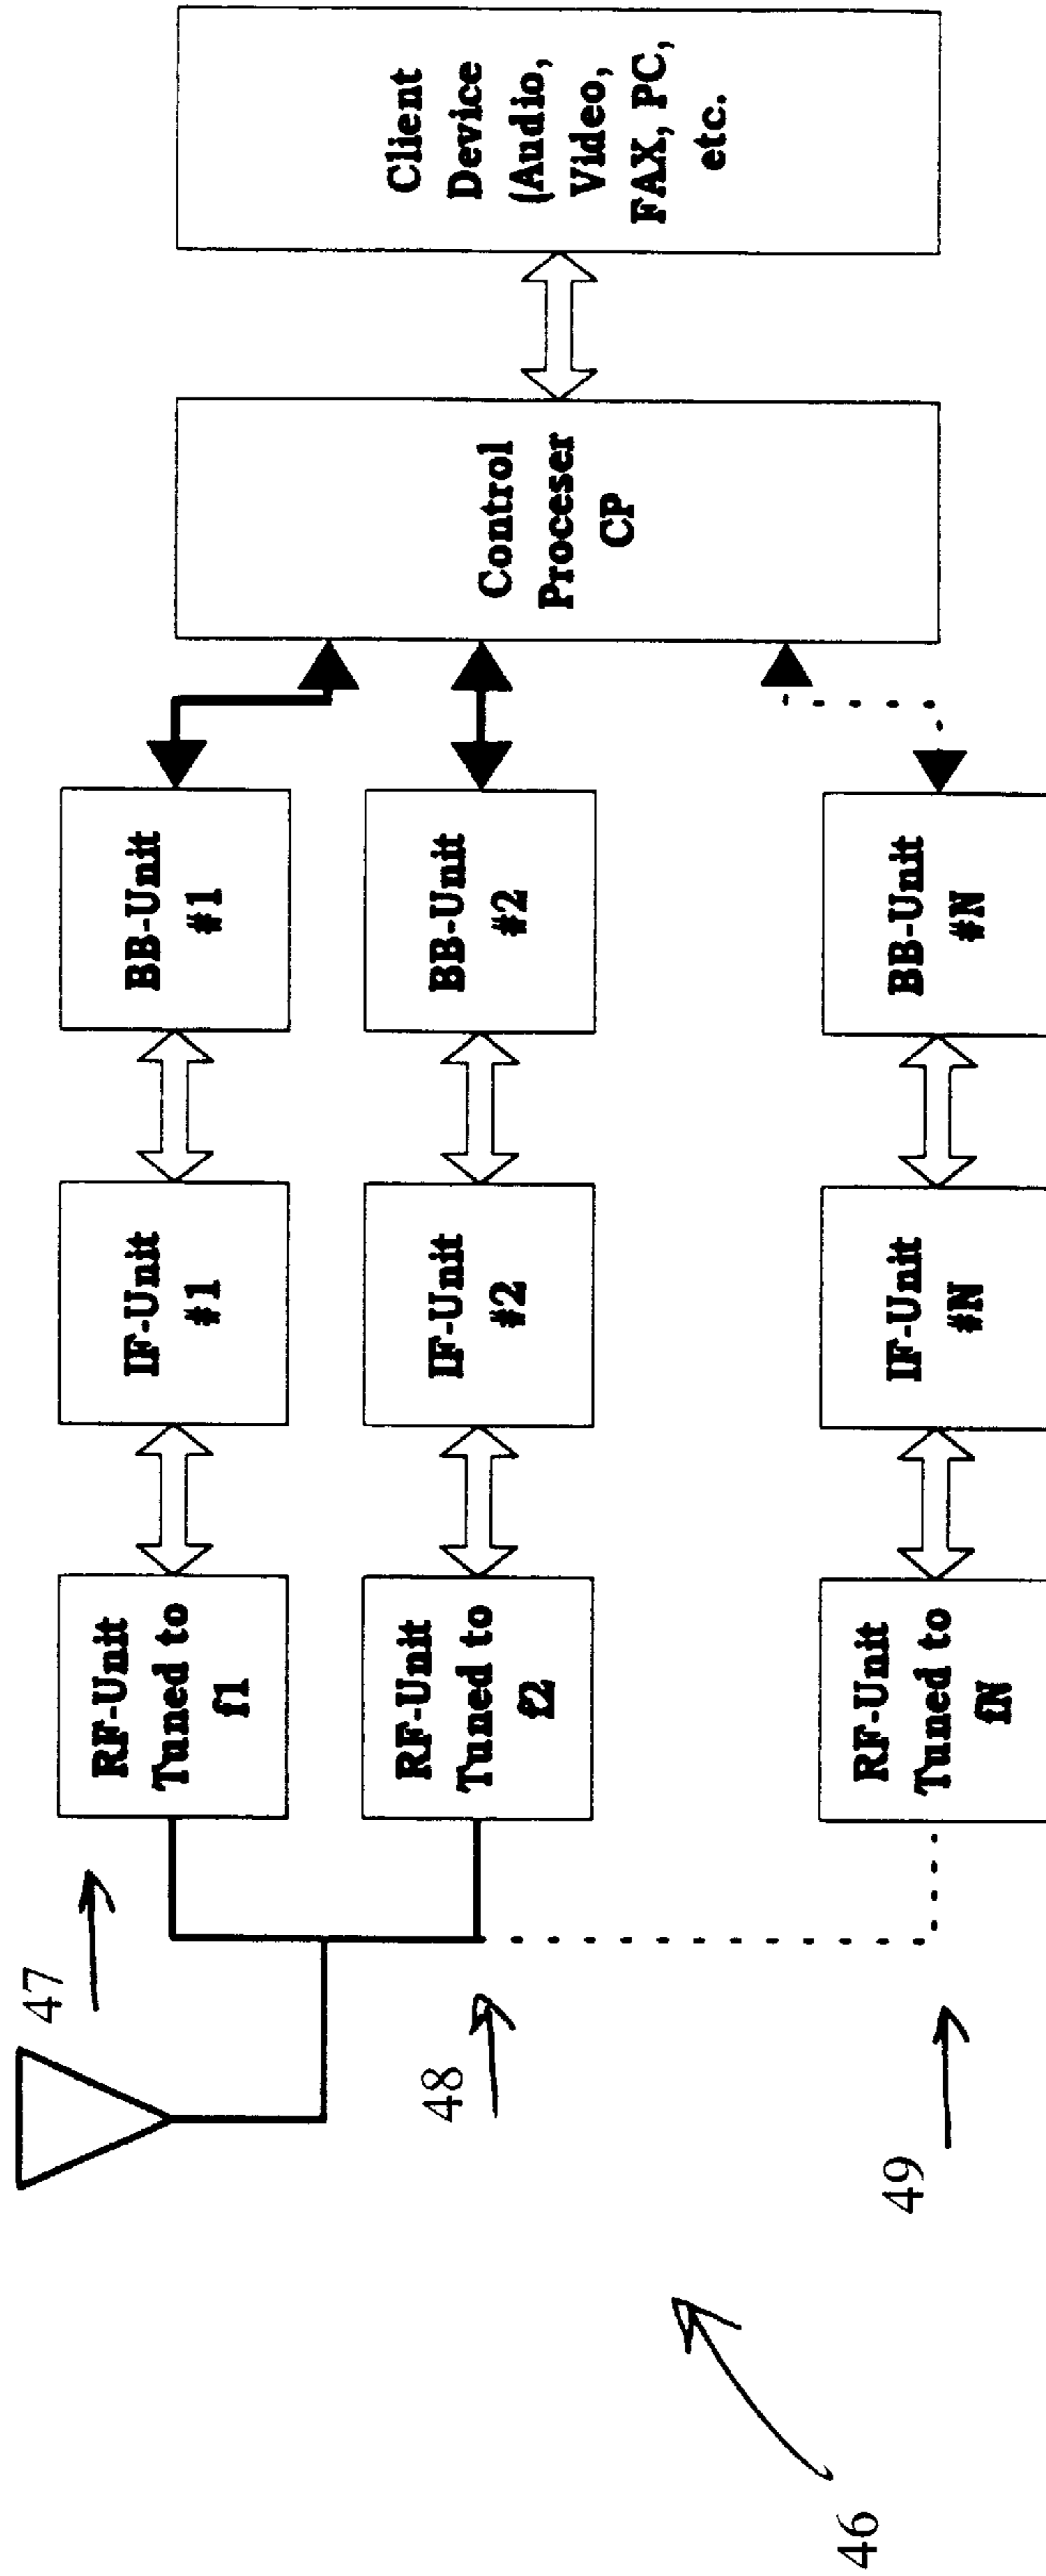 47
RF-Unit
Tuned to
f1
IF-Unit
#1
BB-Unit
#1
48
RF-Unit
Tuned to
f2
IF-Unit
#2
BB-Unit
#2
Control
Proceser
CP
Client
Device
(Audio,
Video,
FAX, PC,
etc.
49
RF-Unit
Tuned to
fN
IF-Unit
#N
BB-Unit
#N
46